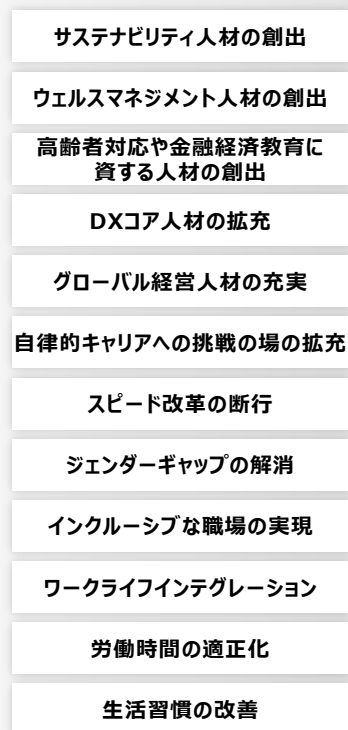 サステナビリティ人材の創出
ウェルスマネジメント人材の創出
高齢者対応や金融経済教育に
資する人材の創出
DXコア人材の拡充
グローバル経営人材の充実
自律的キャリアへの挑戦の場の拡充
スピード改革の断行
ジェンダーギャップの解消
インクルーシブな職場の実現
ワークライフインテグレーション
労働時間の適正化
生活習慣の改善